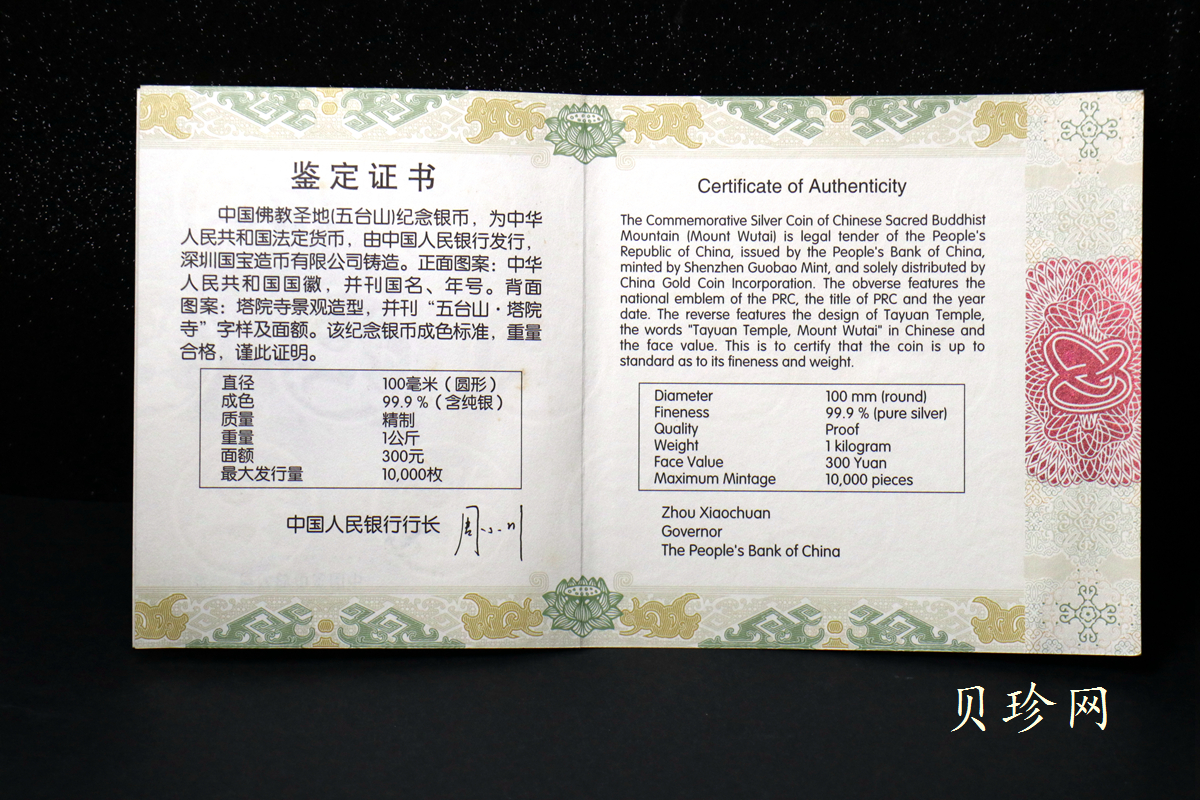 鉴定证书
中国佛教圣地(五台山)纪念银币，为中华
人民共和国法定货币，由中国人民银行发行，
深圳国宝造币有限公司铸造。正面图案：中华
人民共和国国徽，并刊国名、年号。背面
图案：塔院寺景观造型，并刊“五台山·塔院
寺”字样及面额。该纪念银币成色标准，重量
合格，谨此证明。
直径 100毫米（圆形）
成色 99.9％（含纯银）
质量 精制
重量 1公斤
面额 300元
最大发行量 10,000枚
中国人民银行行长
Certificate of Authenticity
The Commemorative Silver Coin of Chinese Sacred Buddhist
Mountain (Mount Wutai) is legal tender of the People's
Republic of China, issued by the People's Bank of China,
minted by Shenzhen Guobao Mint, and solely distributed by
China Gold Coin Incorporation. The obverse features the
national emblem of the PRC, the title of PRC and the year
date. The reverse features the design of Tayuan Temple,
the words "Tayuan Temple, Mount Wutai" in Chinese and
the face value. This is to certify that the coin is up to
standard as to its fineness and weight.
Diameter 100 mm (round)
Fineness 99.9 % (pure silver)
Quality Proof
Weight 1 kilogram
Face Value 300 Yuan
Maximum Mintage 10,000 pieces
Zhou Xiaochuan
Governor
The People's Bank of China
贝珍网